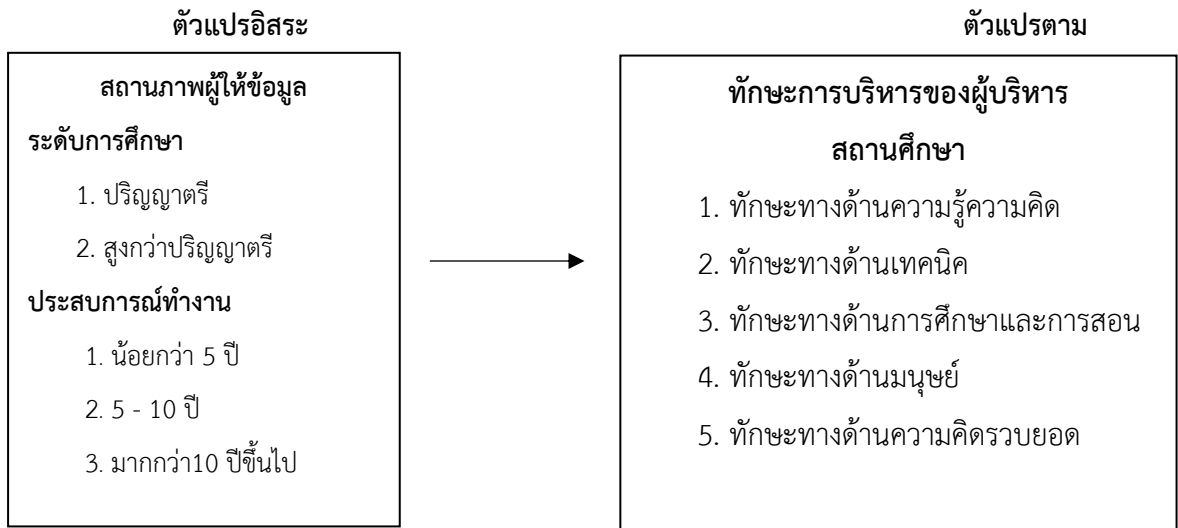 ตัวแปรอิสระ
สถานภาพผู้ให้ข้อมูล
ระดับการศึกษา
1. ปริญญาตรี
2. สูงกว่าปริญญาตรี
ประสบการณ์ทำงาน
1. น้อยกว่า 5 ปี
2. 5 - 10 ปี
3. มากกว่า10 ปีขึ้นไป
ตัวแปรตาม
ทักษะการบริหารของผู้บริหาร
สถานศึกษา
1. ทักษะทางด้านความรู้ความคิด
2. ทักษะทางด้านเทคนิค
3. ทักษะทางด้านการศึกษาและการสอน
4. ทักษะทางด้านมนุษย์
5. ทักษะทางด้านความคิดรวบยอด